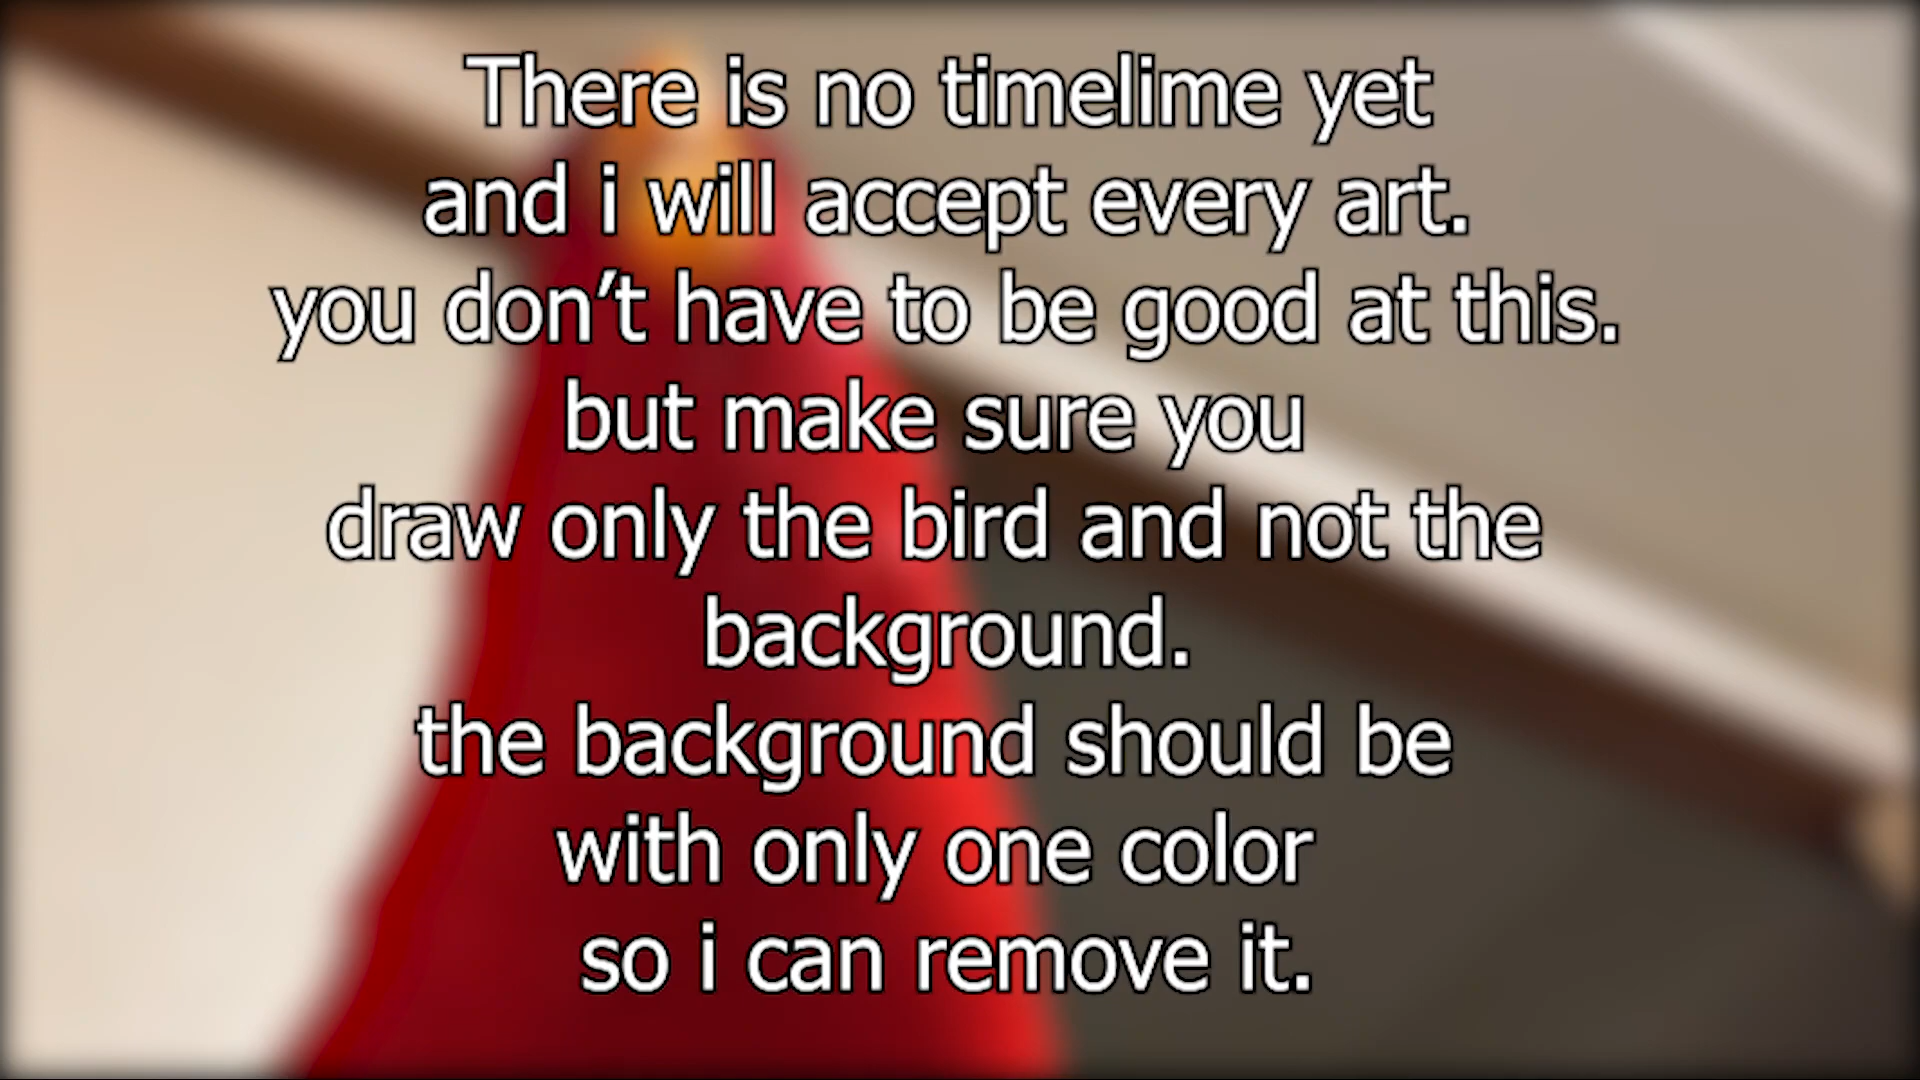 There is no timelime yet
and i will accept every art.
you don’t have to be good at this.
but make sure you
draw only the bird and not the
background.
the background should be
with only one color
so i can remove it.